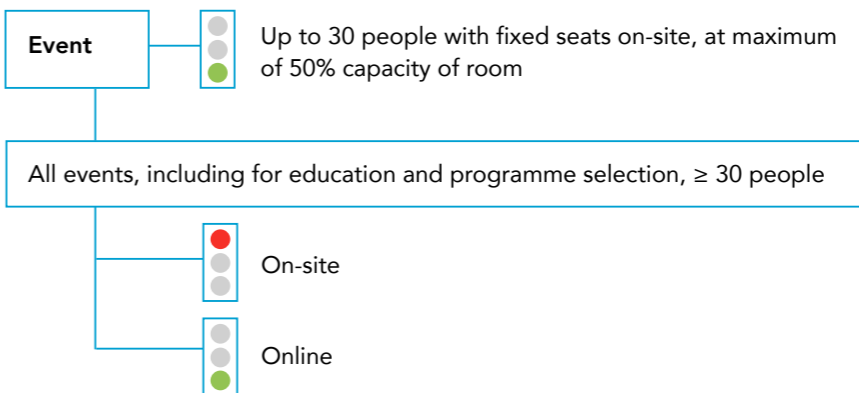 Event
Up to 30 people with fixed seats on-site, at maximum
of 50% capacity of room
All events, including for education and programme selection, ≥ 30 people
On-site
Online